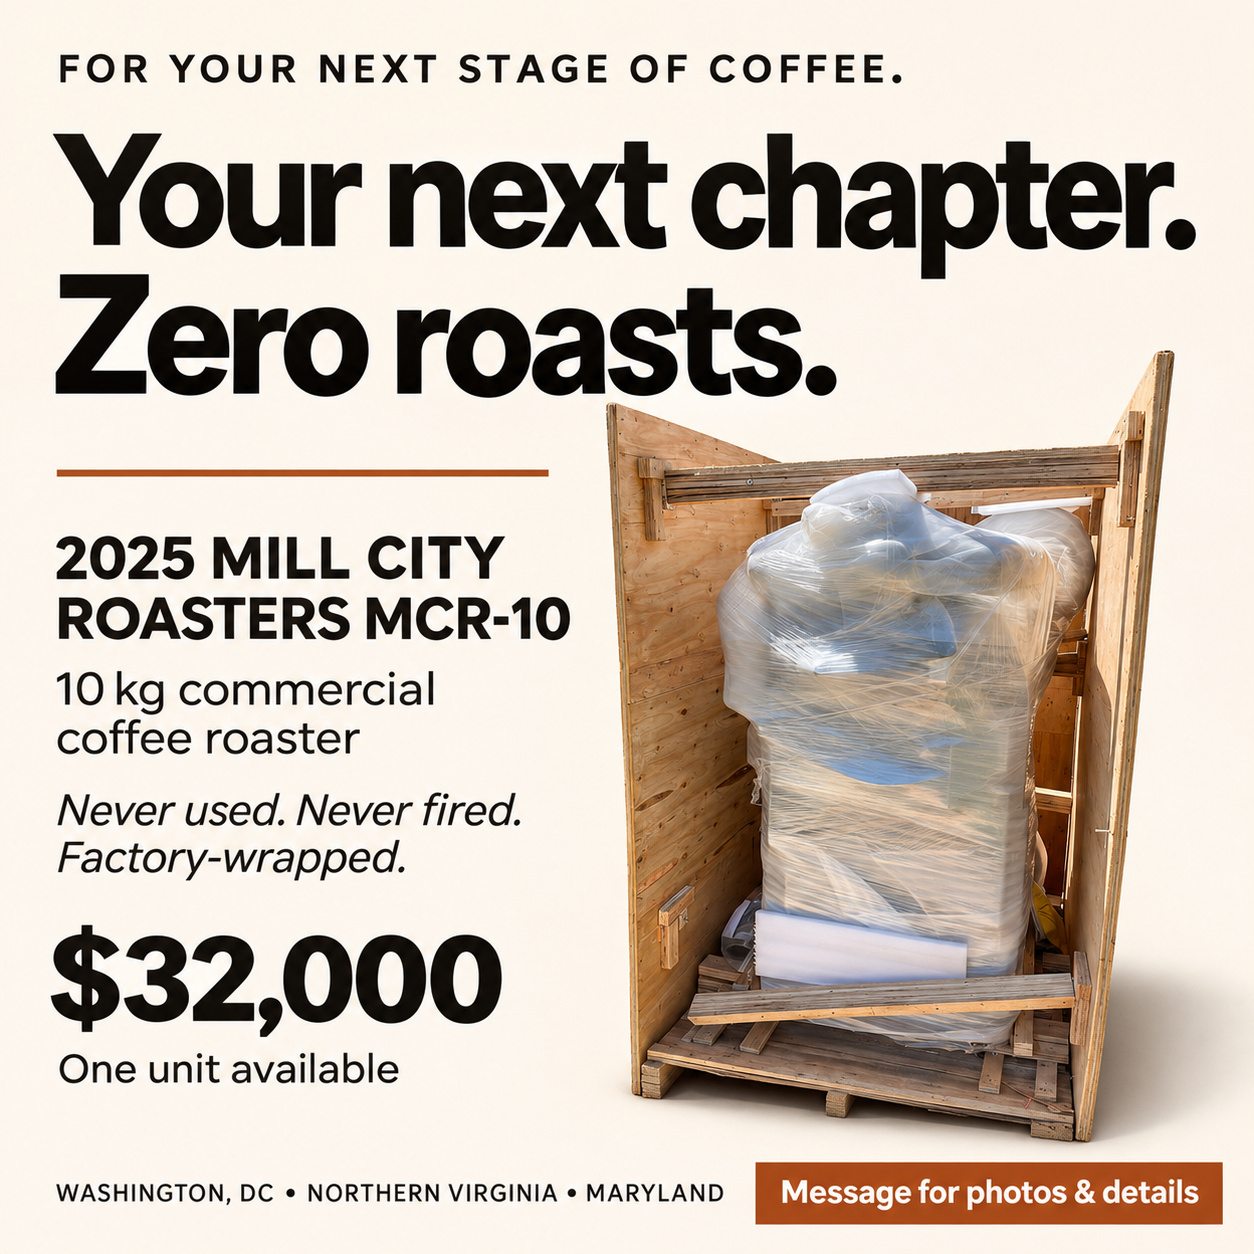 FOR YOUR NEXT STAGE OF COFFEE.
Your next chapter.
Zero roasts.
2025 MILL CITY
ROASTERS MCR-10
10 kg commercial
coffee roaster
Never used. Never fired.
Factory-wrapped.
$32,000
One unit available
WASHINGTON, DC • NORTHERN VIRGINIA • MARYLAND
Message for photos & details